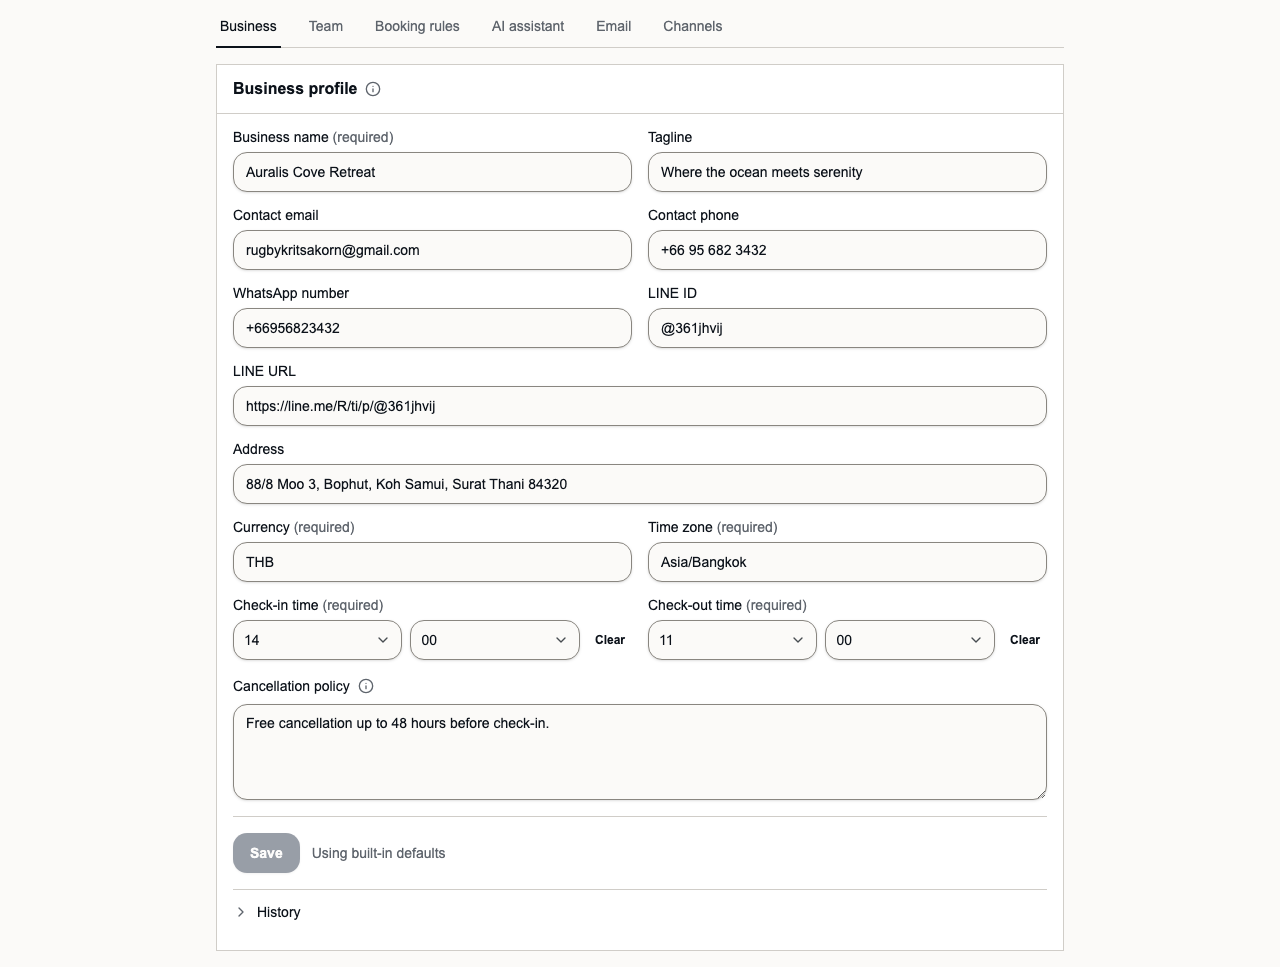 Business Team Booking rules AI assistant Email Channels
Business profile
Business name (required) Tagline
Auralis Cove Retreat Where the ocean meets serenity
Contact email Contact phone
rugbykritsakorn@gmail.com +66 95 682 3432
WhatsApp number LINE ID
+66956823432 @361jhvij
LINE URL
https://line.me/R/ti/p/@361jhvij
Address
88/8 Moo 3, Bophut, Koh Samui, Surat Thani 84320
Currency (required) Time zone (required)
THB Asia/Bangkok
Check-in time (required) Check-out time (required)
14 00 Clear 11 00 Clear
Cancellation policy
Free cancellation up to 48 hours before check-in.
Save Using built-in defaults
History